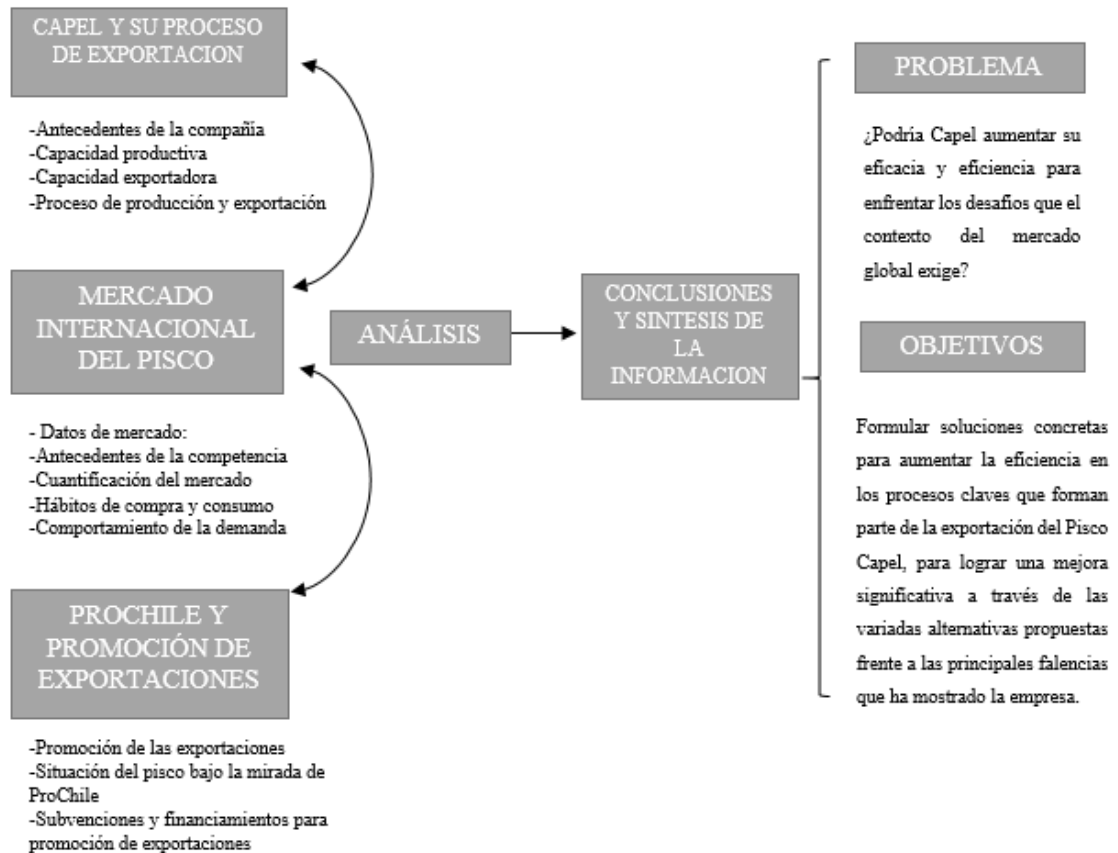 CAPEL Y SU PROCESO
DE EXPORTACION
-Antecedentes de la compañía
-Capacidad productiva
-Capacidad exportadora
-Proceso de producción y exportación
MERCADO
INTERNACIONAL
DEL PISCO
- Datos de mercado:
-Antecedentes de la competencia
-Cuantificación del mercado
-Hábitos de compra y consumo
-Comportamiento de la demanda
PROCHILE Y
PROMOCIÓN DE
EXPORTACIONES
-Promoción de las exportaciones
-Situación del pisco bajo la mirada de
ProChile
-Subvenciones y financiamientos para
promoción de exportaciones
ANÁLISIS
CONCLUSIONES
Y SINTESIS DE
LA
INFORMACION
PROBLEMA
¿Podría Capel aumentar su
eficacia y eficiencia para
enfrentar los desafíos que el
contexto del mercado
global exige?
OBJETIVOS
Formular soluciones concretas
para aumentar la eficiencia en
los procesos claves que forman
parte de la exportación del Pisco
Capel, para lograr una mejora
significativa a través de las
variadas alternativas propuestas
frente a las principales falencias
que ha mostrado la empresa.